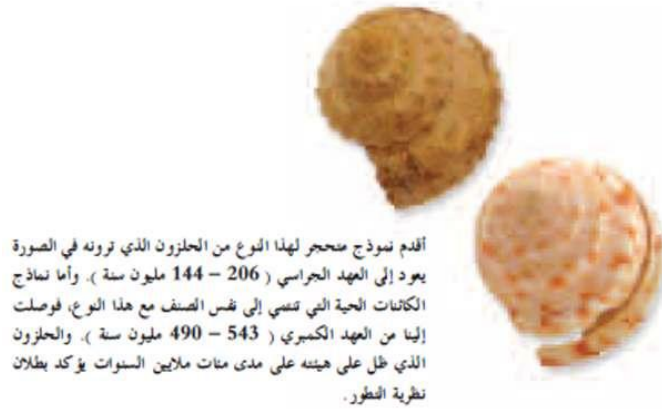 أقدم نموذج متحجر لهذا النوع من الحلزون الذي ترونه في الصورة
يعود إلى العهد الجراسي ( 206 – 144 مليون سنة ). وأما نماذج
الكائنات الحية التي تنتمي إلى نفس الصنف مع هذا النوع، فوصلت
إلينا من العهد الكمبري ( 543 – 490 مليون سنة ). والحلزون
الذي ظل على هيئته على مدى مئات ملايين السنوات يؤكد بطلان
نظرية التطور.